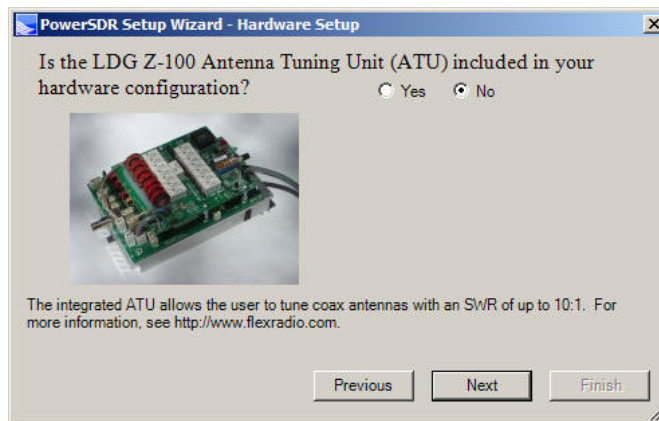 PowerSDR Setup Wizard - Hardware Setup
Is the LDG Z-100 Antenna Tuning Unit (ATU) included in your
hardware configuration?
Yes
No
The integrated ATU allows the user to tune coax antennas with an SWR of up to 10:1. For
more information, see http://www.flexradio.com.
Previous
Next
Finish